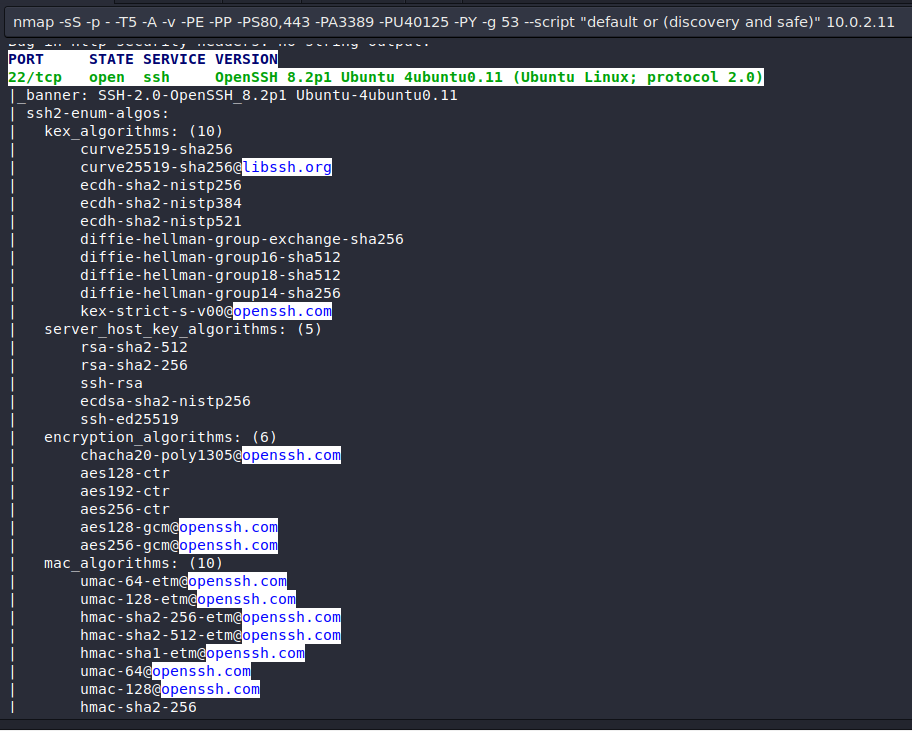 nmap -sS -p - -T5 -A -v -PE -PP -PS80,443 -PA3389 -PU40125 -PY -g 53 --script "default or (discovery and safe)" 10.0.2.11
Bug in http-security-headers: no string output.
PORT     STATE SERVICE VERSION
22/tcp   open  ssh     OpenSSH 8.2p1 Ubuntu 4ubuntu0.11 (Ubuntu Linux; protocol 2.0)
|_banner: SSH-2.0-OpenSSH_8.2p1 Ubuntu-4ubuntu0.11
| ssh2-enum-algos:
|   kex_algorithms: (10)
|       curve25519-sha256
|       curve25519-sha256@libssh.org
|       ecdh-sha2-nistp256
|       ecdh-sha2-nistp384
|       ecdh-sha2-nistp521
|       diffie-hellman-group-exchange-sha256
|       diffie-hellman-group16-sha512
|       diffie-hellman-group18-sha512
|       diffie-hellman-group14-sha256
|       kex-strict-s-v00@openssh.com
|   server_host_key_algorithms: (5)
|       rsa-sha2-512
|       rsa-sha2-256
|       ssh-rsa
|       ecdsa-sha2-nistp256
|       ssh-ed25519
|   encryption_algorithms: (6)
|       chacha20-poly1305@openssh.com
|       aes128-ctr
|       aes192-ctr
|       aes256-ctr
|       aes128-gcm@openssh.com
|       aes256-gcm@openssh.com
|   mac_algorithms: (10)
|       umac-64-etm@openssh.com
|       umac-128-etm@openssh.com
|       hmac-sha2-256-etm@openssh.com
|       hmac-sha2-512-etm@openssh.com
|       hmac-sha1-etm@openssh.com
|       umac-64@openssh.com
|       umac-128@openssh.com
|       hmac-sha2-256